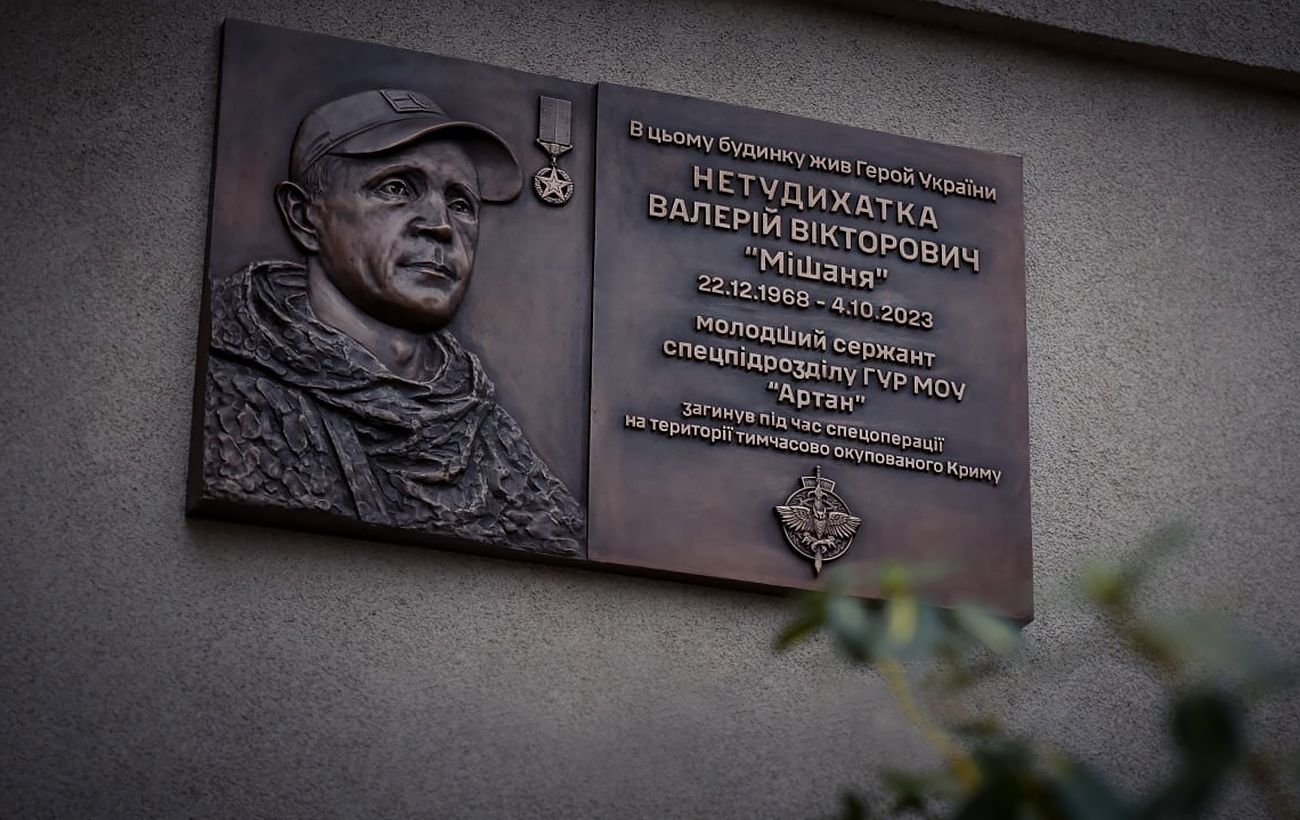 В цьому будинку жив Герой України
НЕТУДИХАТКА
ВАЛЕРІЙ ВІКТОРОВИЧ
"Мішаня"
22.12.1968 - 4.10.2023
молодший сержант
спецпідрозділу ГУР МОУ
"Артан"
загинув під час спецоперації
на території тимчасово окупованого Криму